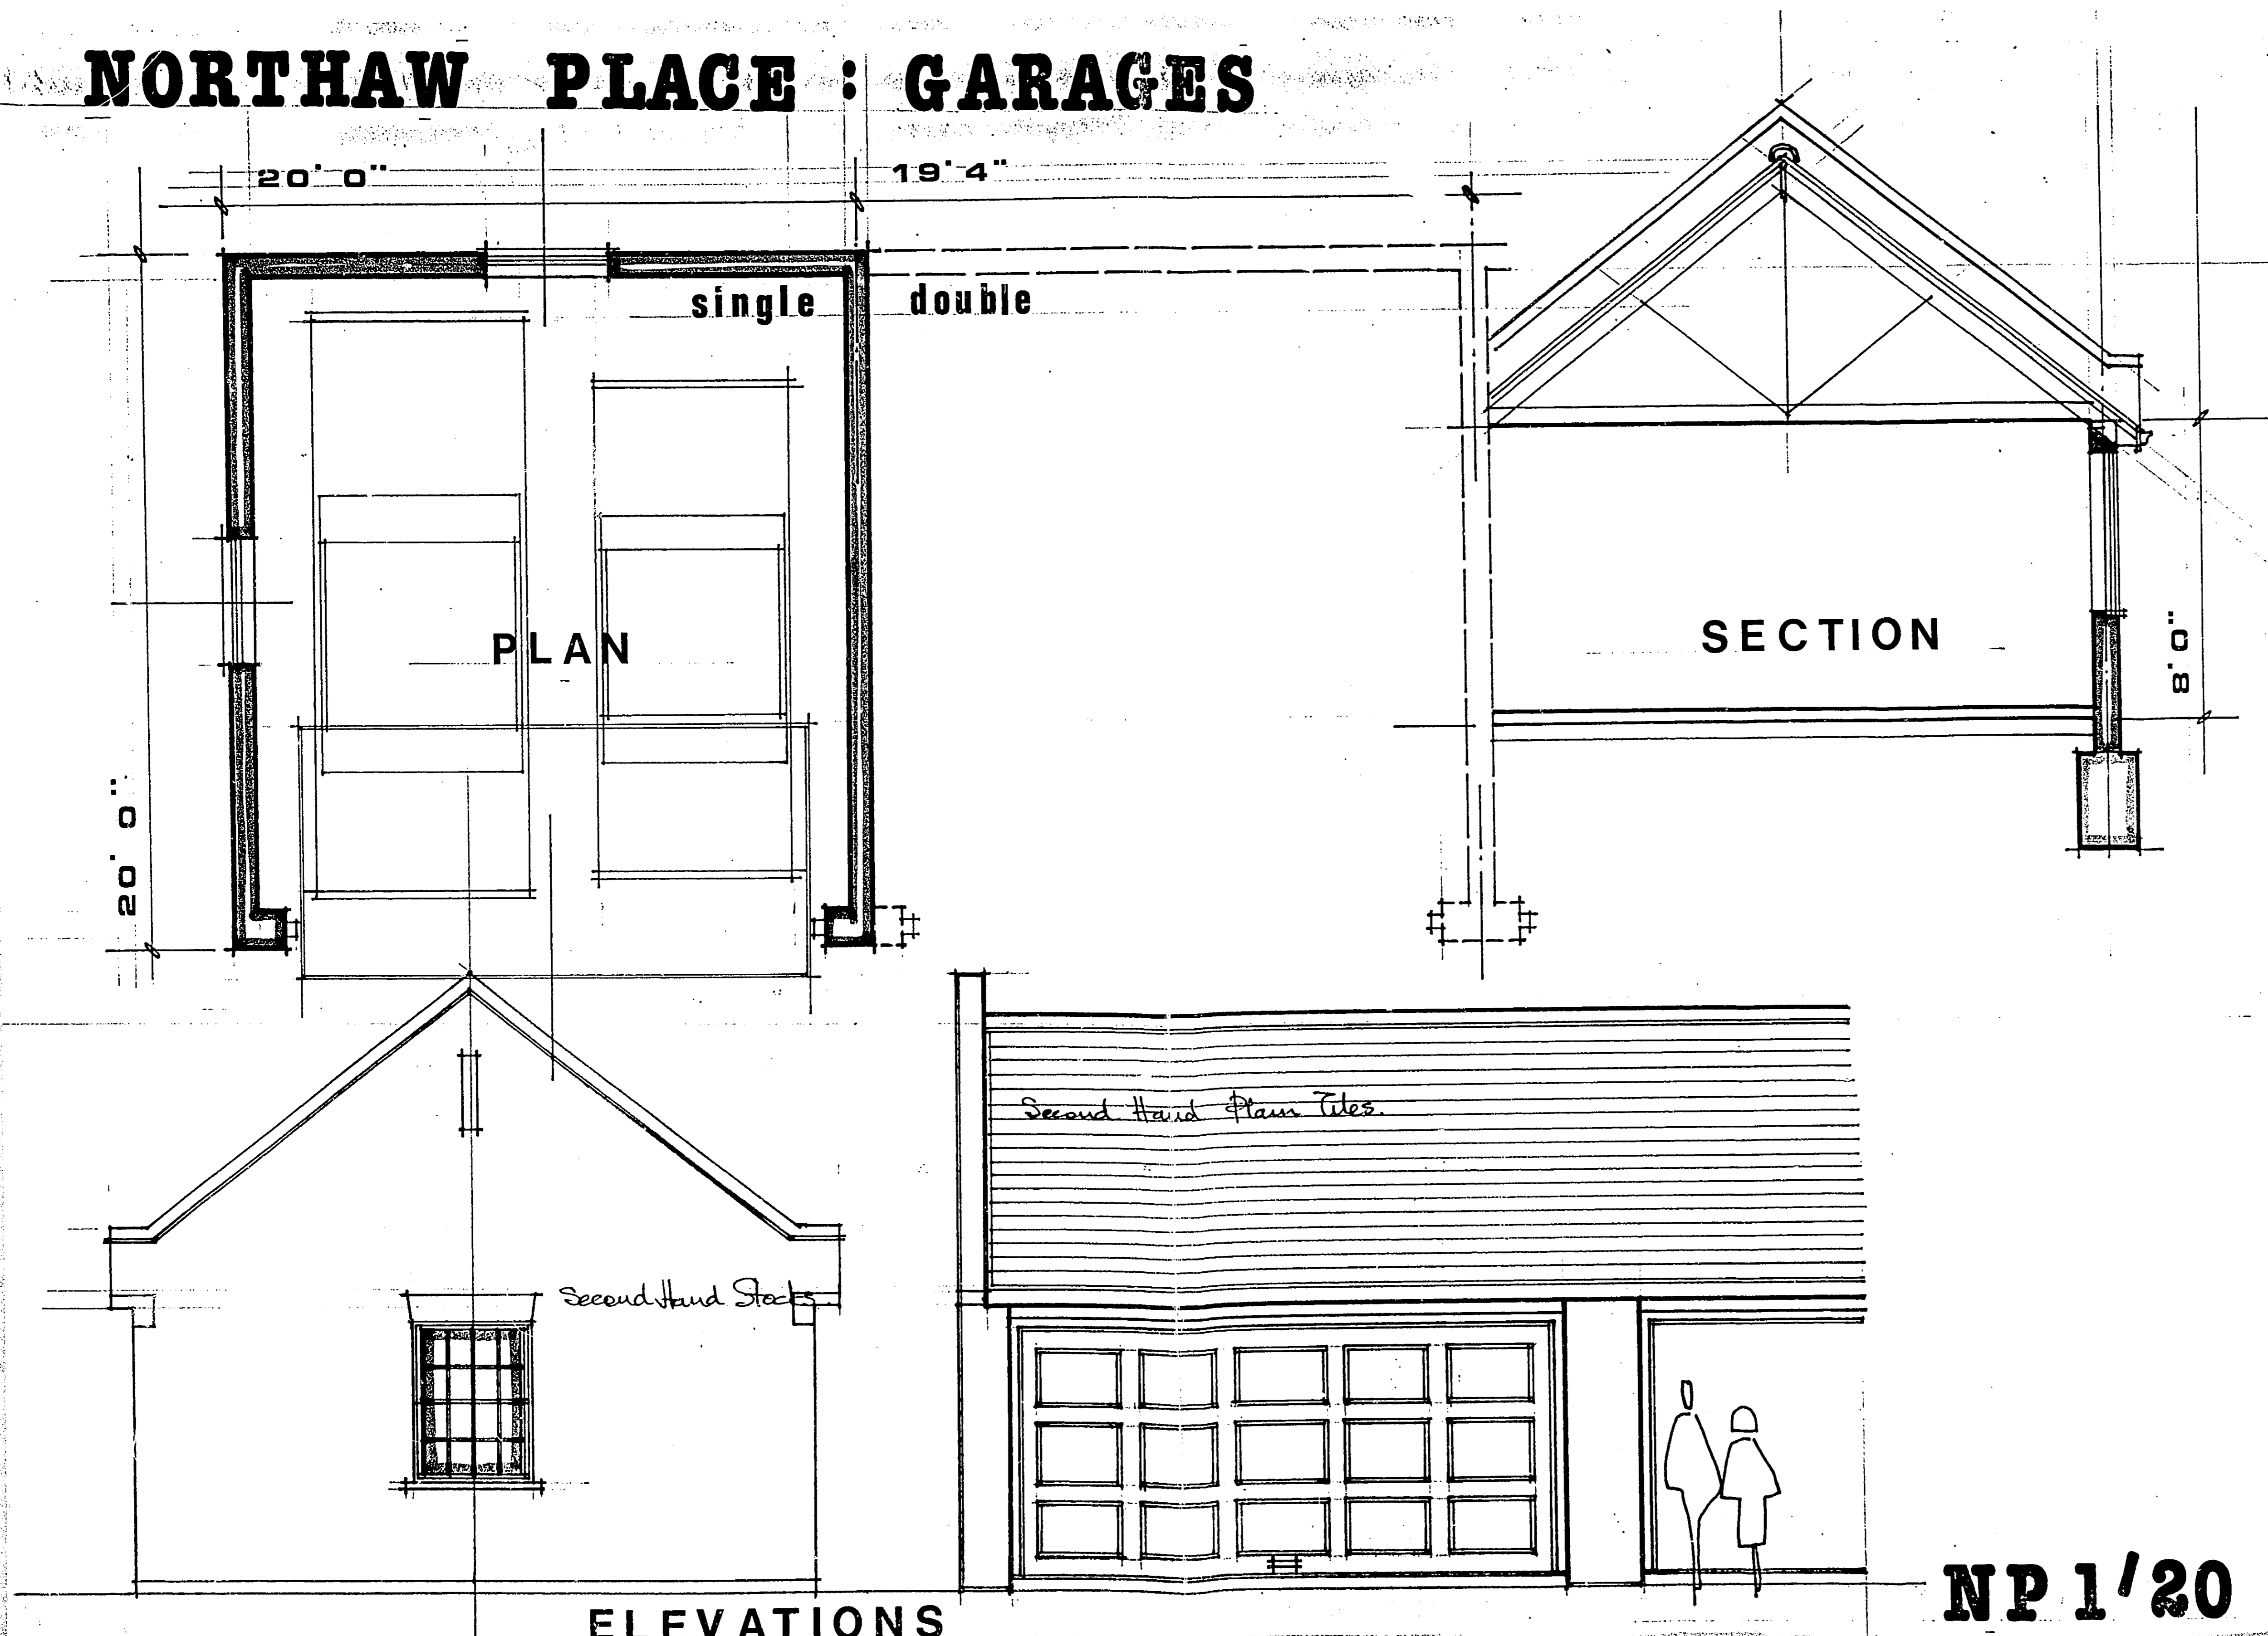 NORTHAW PLACE : GARAGES
20' 0" 19' 4"
single double
PLAN
SECTION
8' 0"
20' 0"
Second Hand Plain Tiles.
Second Hand Stocks
ELEVATIONS
NP 1/20